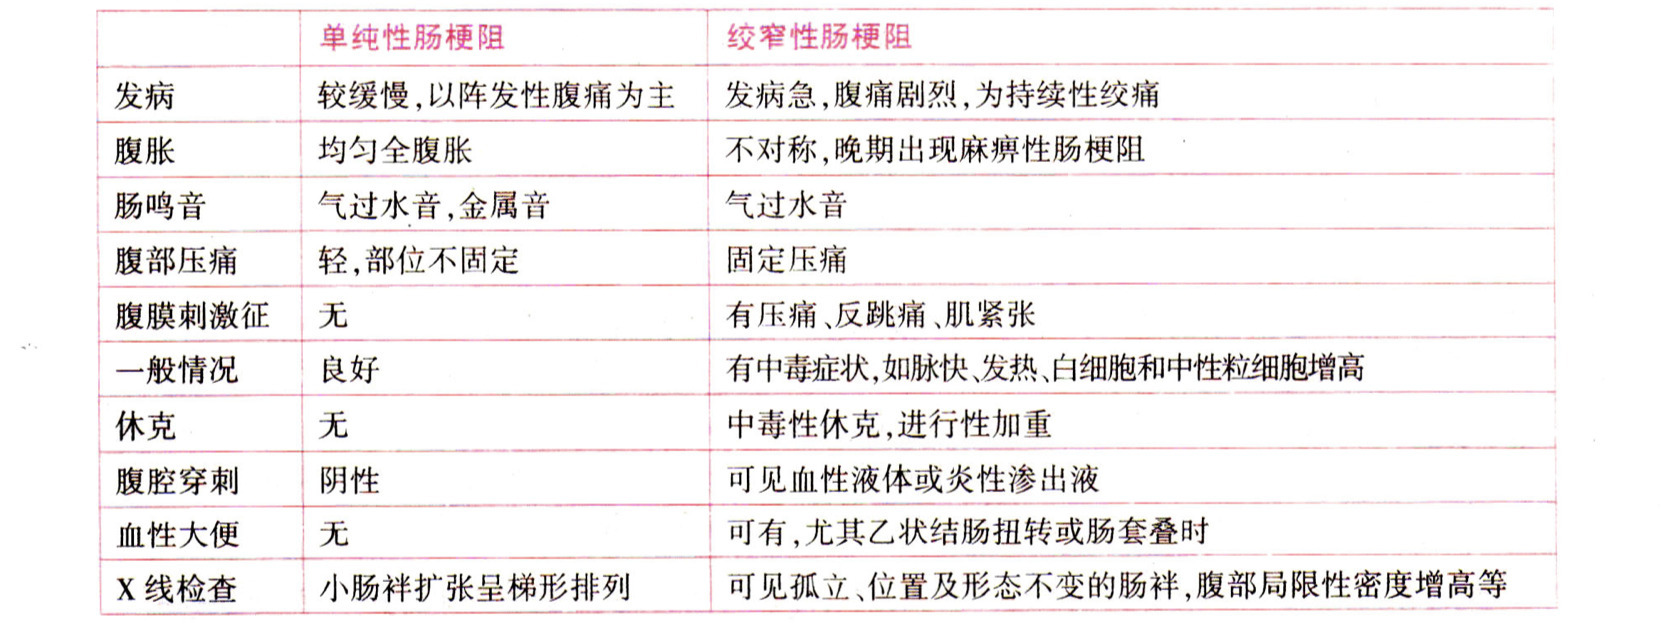 单纯性肠梗阻 绞窄性肠梗阻
发病 较缓慢,以阵发性腹痛为主 发病急,腹痛剧烈,为持续性绞痛
腹胀 均匀全腹胀 不对称,晚期出现麻痹性肠梗阻
肠鸣音 气过水音,金属音 气过水音
腹部压痛 轻,部位不固定 固定压痛
腹膜刺激征 无 有压痛、反跳痛、肌紧张
一般情况 良好 有中毒症状,如脉快、发热、白细胞和中性粒细胞增高
休克 无 中毒性休克,进行性加重
腹腔穿刺 阴性 可见血性液体或炎性渗出液
血性大便 无 可有,尤其乙状结肠扭转或肠套叠时
X 线检查 小肠袢扩张呈梯形排列 可见孤立、位置及形态不变的肠袢,腹部局限性密度增高等